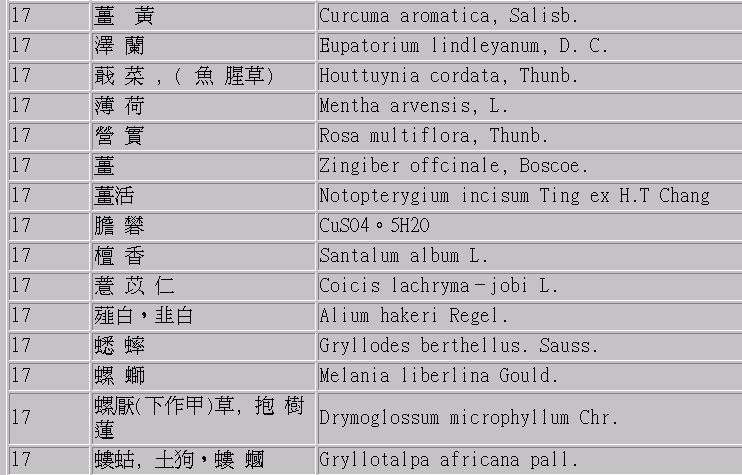 17 薑 黃 Curcuma aromatica, Salisb.
17 澤 蘭 Eupatorium lindleyanum, D. C.
17 蕺 菜 , ( 魚 腥草) Houttuynia cordata, Thunb.
17 薄 荷 Mentha arvensis, L.
17 營 實 Rosa multiflora, Thunb.
17 薑 Zingiber offcinale, Boscoe.
17 薑活 Notopterygium incisum Ting ex H.T Chang
17 膽 礬 CuSO4。5H2O
17 檀 香 Santalum album L.
17 薏 苡 仁 Coicis lachryma－jobi L.
17 薤白，韭白 Alium hakeri Regel.
17 蟋 蟀 Gryllodes berthellus. Sauss.
17 螺 螄 Melania liberlina Gould.
17 螺厭(下作甲)草, 抱 樹 Drymoglossum microphyllum Chr.
蓮
17 螻蛄, 土狗，螻 蟈 Gryllotalpa africana pall.